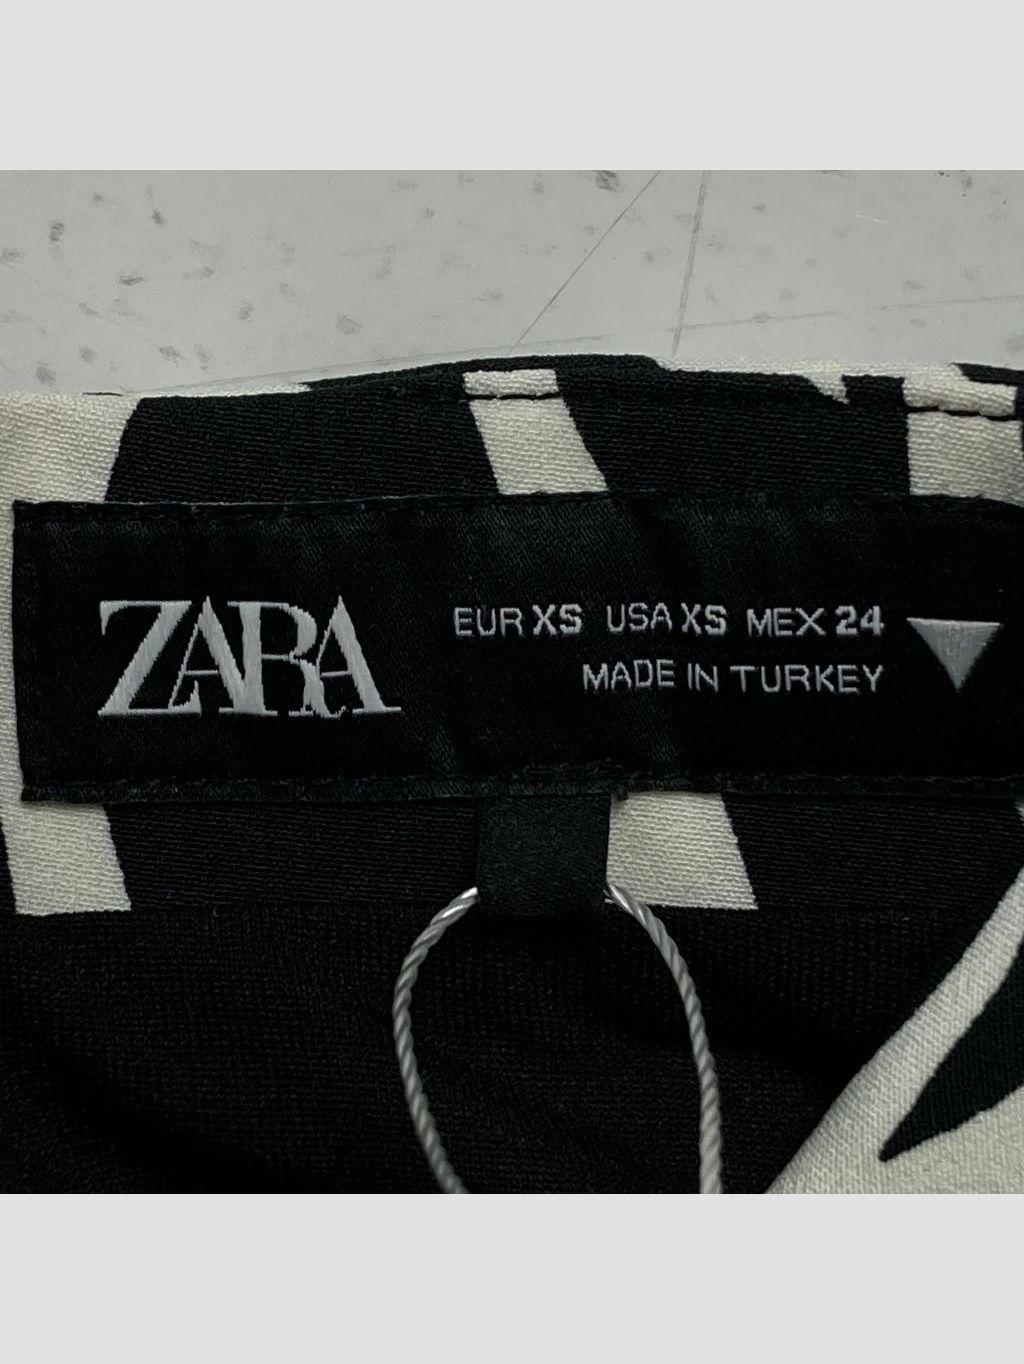 ZARA
EUR XS USA XS MEX 24
MADE IN TURKEY